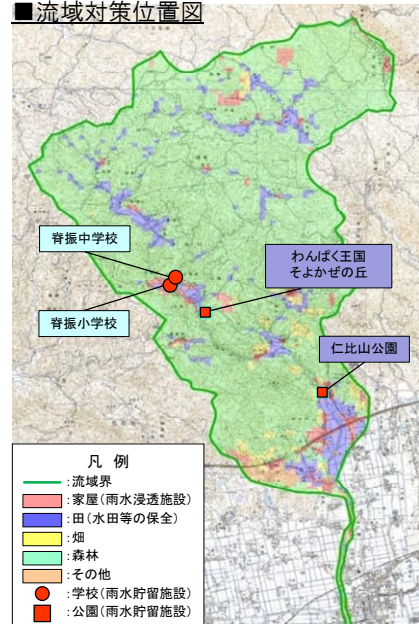 ■流域対策位置図
脊振中学校
わんぱく王国
そよかぜの丘
脊振小学校
仁比山公園
凡 例
:流域界
:家屋(雨水浸透施設)
:田(水田等の保全)
:畑
:森林
:その他
:学校(雨水貯留施設)
:公園(雨水貯留施設)